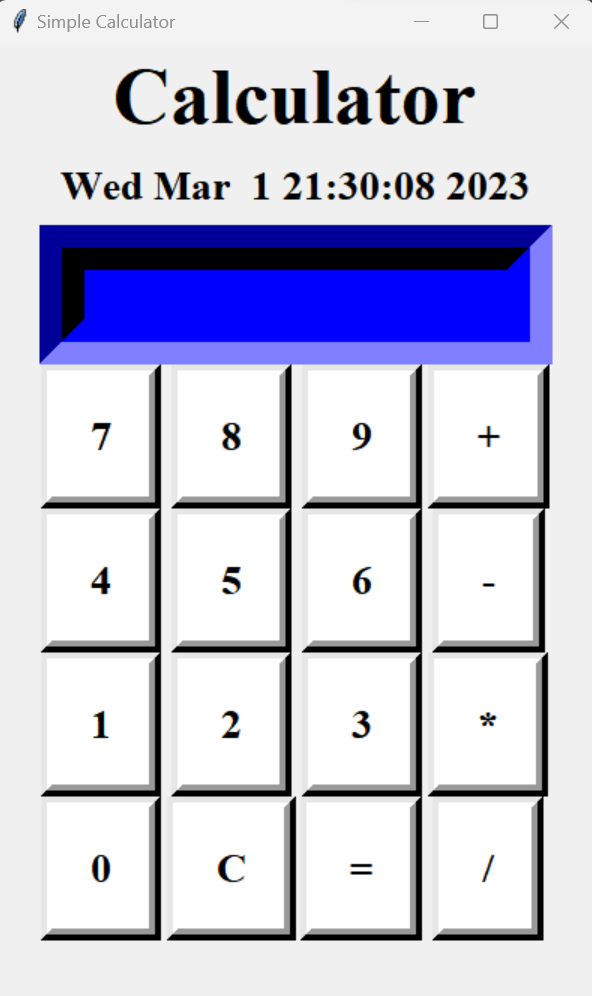 Simple Calculator
Calculator
Wed Mar  1 21:30:08 2023
7 8 9 +
4 5 6 -
1 2 3 *
0 C = /